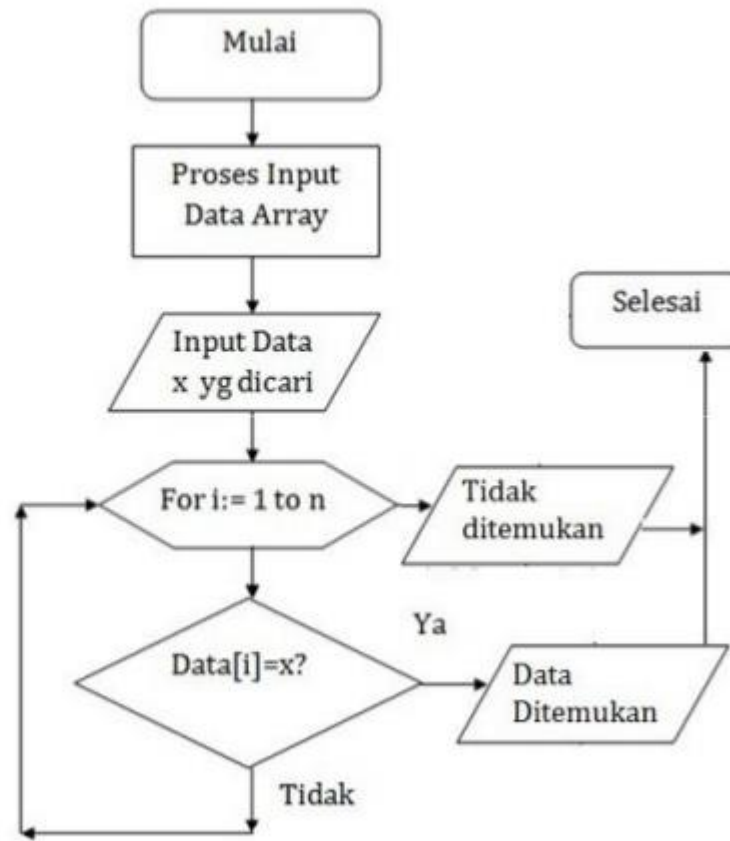 Mulai
Proses Input
Data Array
Input Data
x yg dicari
For i:= 1 to n
Tidak
ditemukan
Selesai
Data[i]=x?
Ya
Data
Ditemukan
Tidak